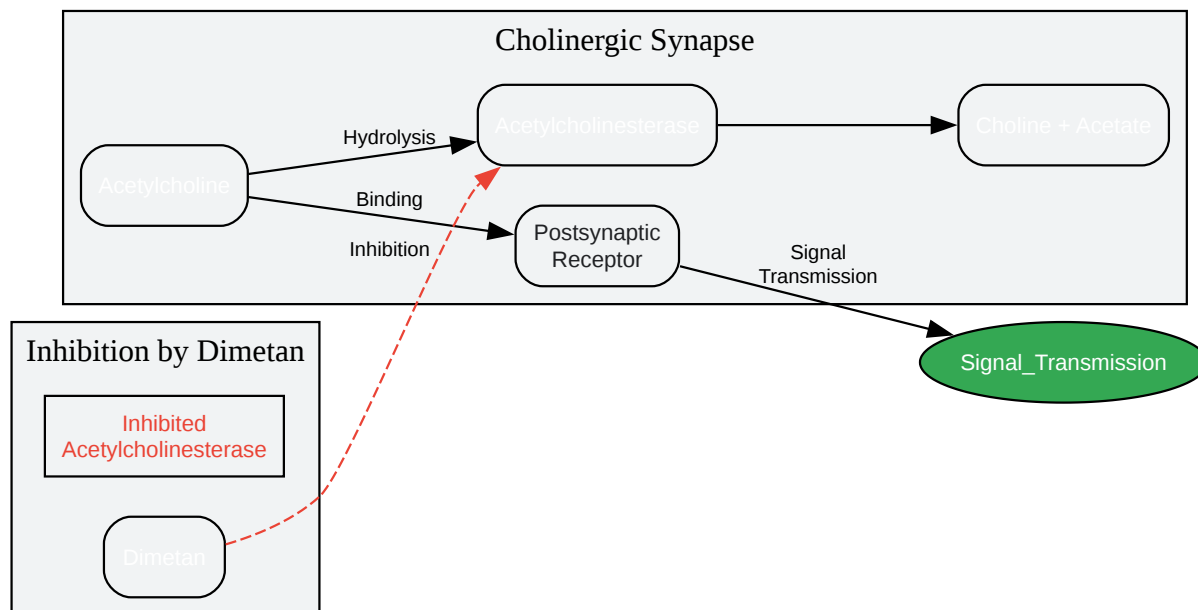 Cholinergic Synapse
Acetylcholine
Hydrolysis
Acetylcholinesterase
Choline + Acetate
Binding
Inhibition
Postsynaptic
Receptor
Signal
Transmission
Signal_Transmission
Inhibition by Dimetan
Inhibited
Acetylcholinesterase
Dimetan